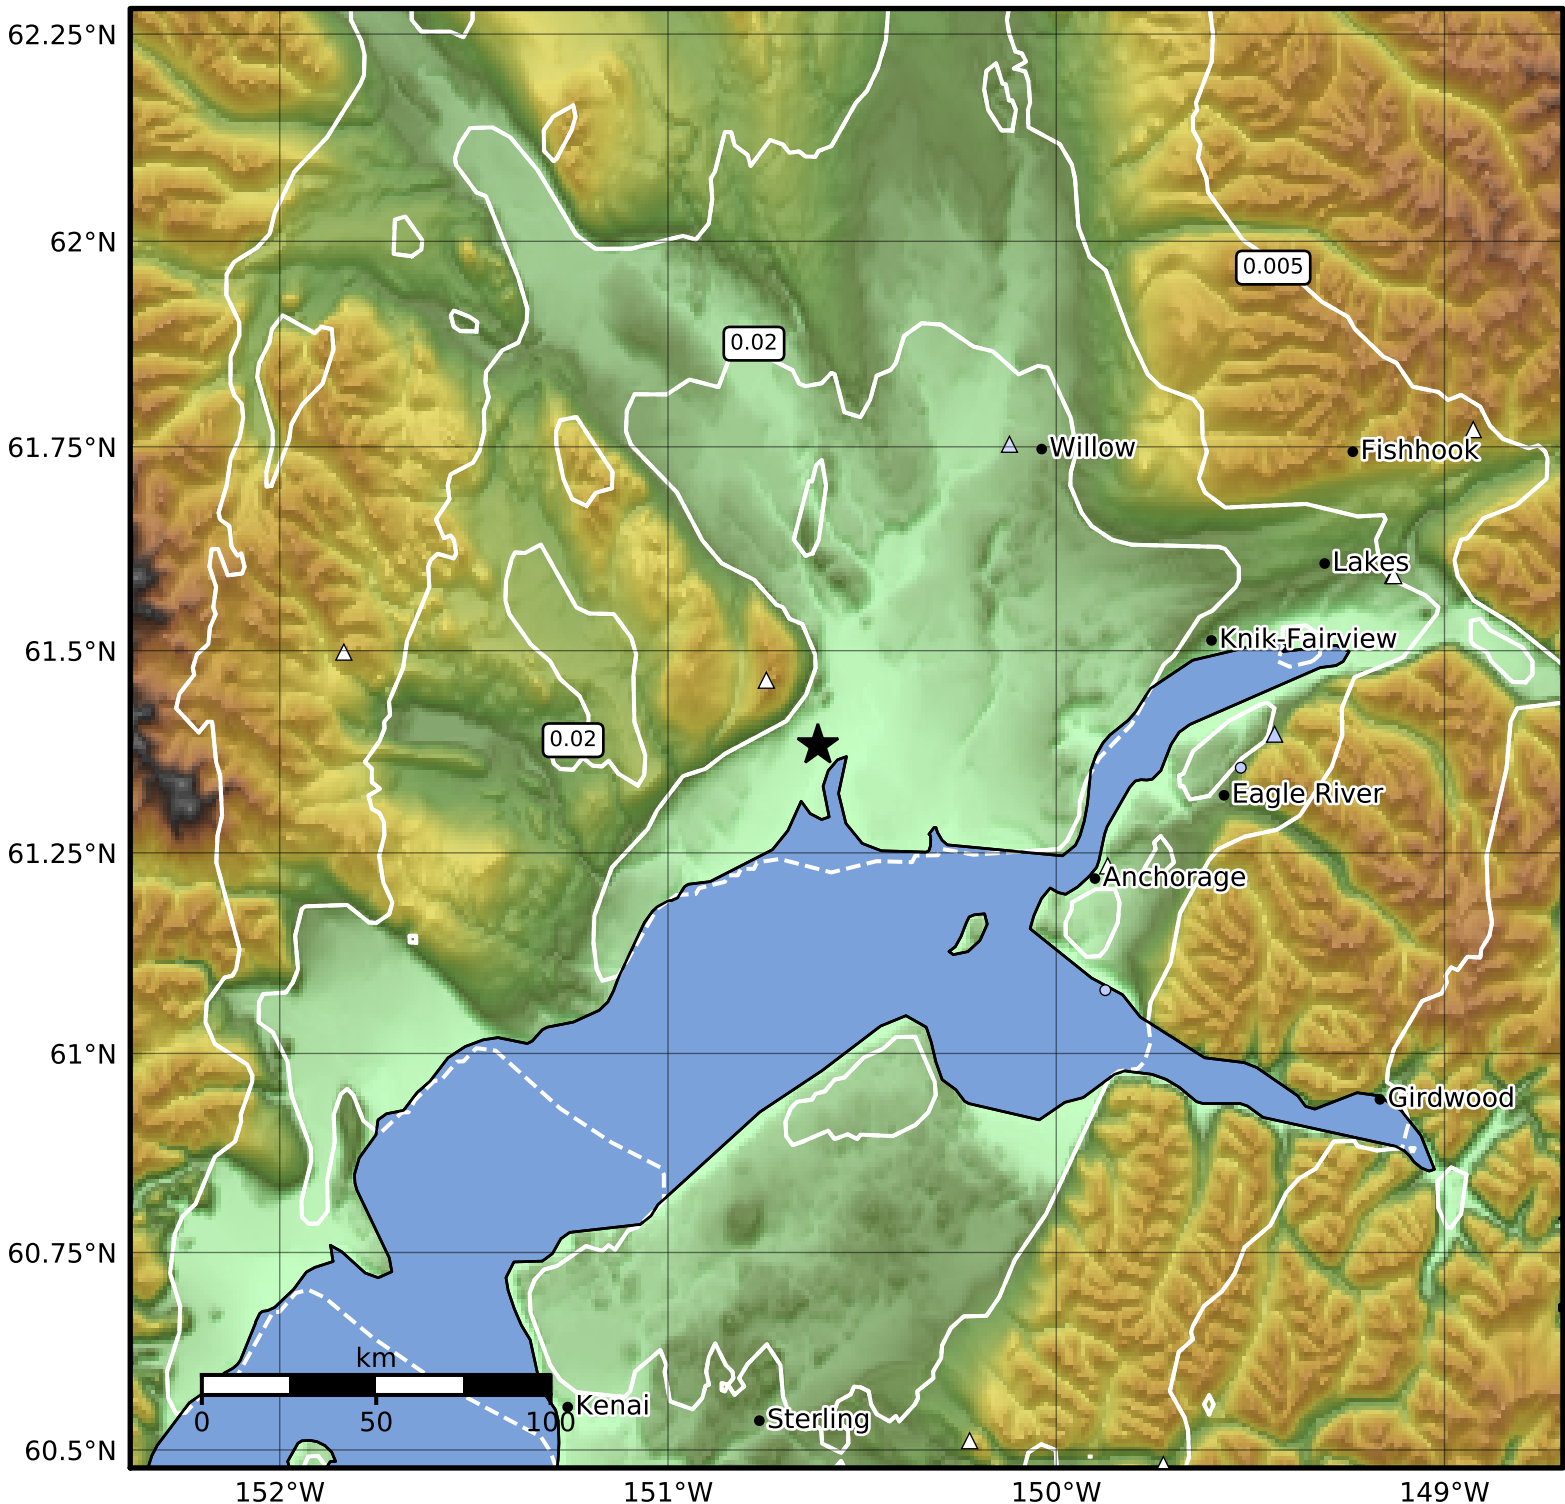 62.25°N
62°N
0.005
0.02
61.75°N
Willow
Fishhook
Lakes
61.5°N
Knik-Fairview
0.02
Eagle River
61.25°N
Anchorage
61°N
Girdwood
60.75°N
km
0 50 100
Kenai
Sterling
60.5°N
152°W 151°W 150°W 149°W